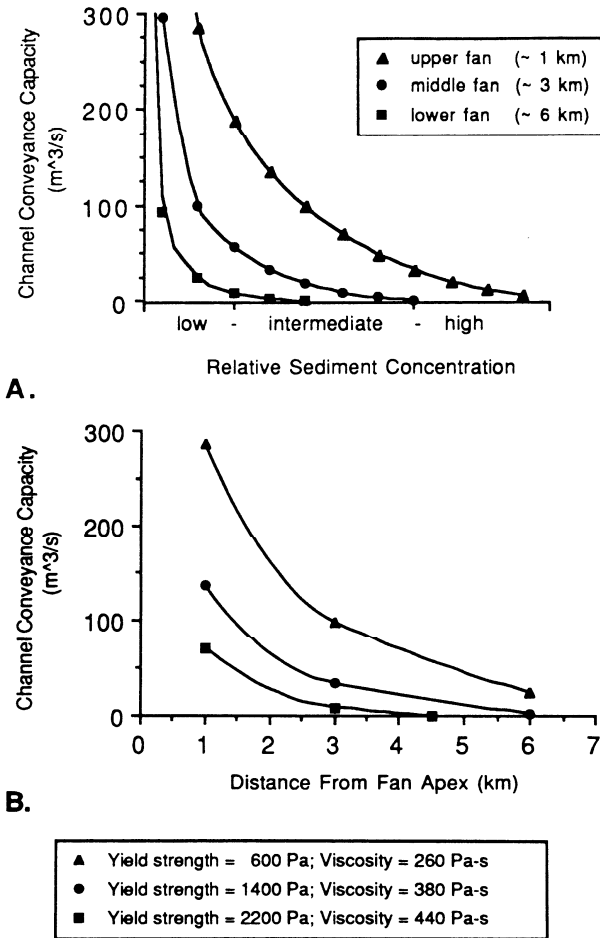 300
200
100
0
Channel Conveyance Capacity
(m^3/s)
upper fan (~ 1 km)
middle fan (~ 3 km)
lower fan (~ 6 km)
low - intermediate - high
Relative Sediment Concentration
A.
300
200
100
0
Channel Conveyance Capacity
(m^3/s)
0 1 2 3 4 5 6 7
Distance From Fan Apex (km)
B.
Yield strength = 600 Pa; Viscosity = 260 Pa-s
Yield strength = 1400 Pa; Viscosity = 380 Pa-s
Yield strength = 2200 Pa; Viscosity = 440 Pa-s